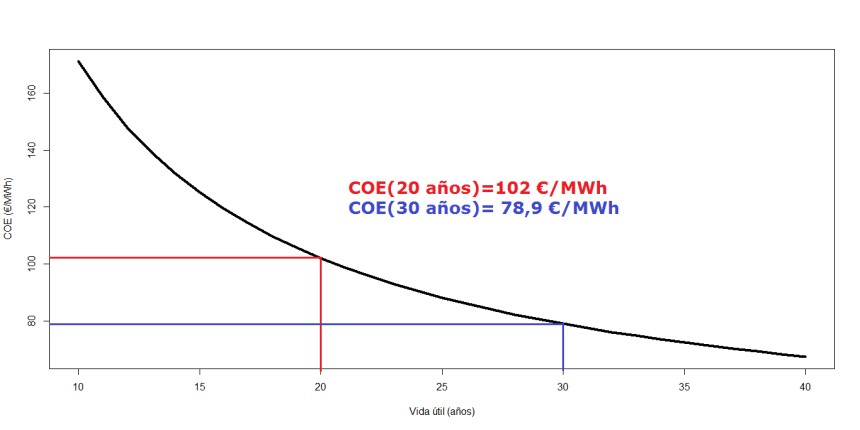 160
140
120
100
80
COE (€/MWh)
COE(20 años)=102 €/MWh
COE(30 años)= 78,9 €/MWh
10 15 20 25 30 35 40
Vida útil (años)